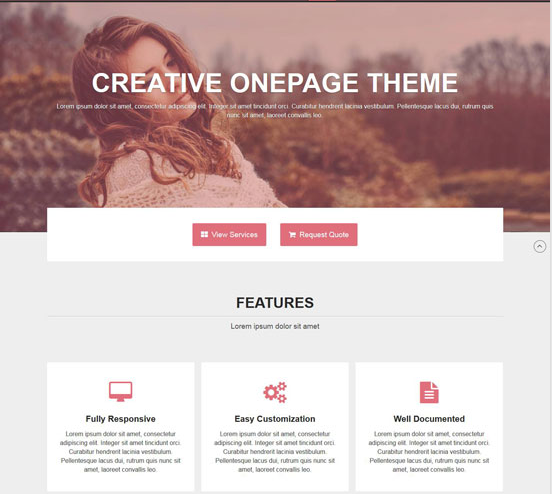 CREATIVE ONEPAGE THEME
Lorem ipsum dolor sit amet, consectetur adipiscing elit. Integer sit amet tincidunt orci. Curabitur hendrerit lacinia vestibulum. Pellentesque lacus dui, rutrum quis
nunc sit amet, laoreet convallis leo.
View Services
Request Quote
FEATURES
Lorem ipsum dolor sit amet
Fully Responsive
Lorem ipsum dolor sit amet, consectetur
adipiscing elit. Integer sit amet tincidunt orci.
Curabitur hendrerit lacinia vestibulum.
Pellentesque lacus dui, rutrum quis nunc sit
amet, laoreet convallis leo.
Easy Customization
Lorem ipsum dolor sit amet, consectetur
adipiscing elit. Integer sit amet tincidunt orci.
Curabitur hendrerit lacinia vestibulum.
Pellentesque lacus dui, rutrum quis nunc sit
amet, laoreet convallis leo.
Well Documented
Lorem ipsum dolor sit amet, consectetur
adipiscing elit. Integer sit amet tincidunt orci.
Curabitur hendrerit lacinia vestibulum.
Pellentesque lacus dui, rutrum quis nunc sit
amet, laoreet convallis leo.